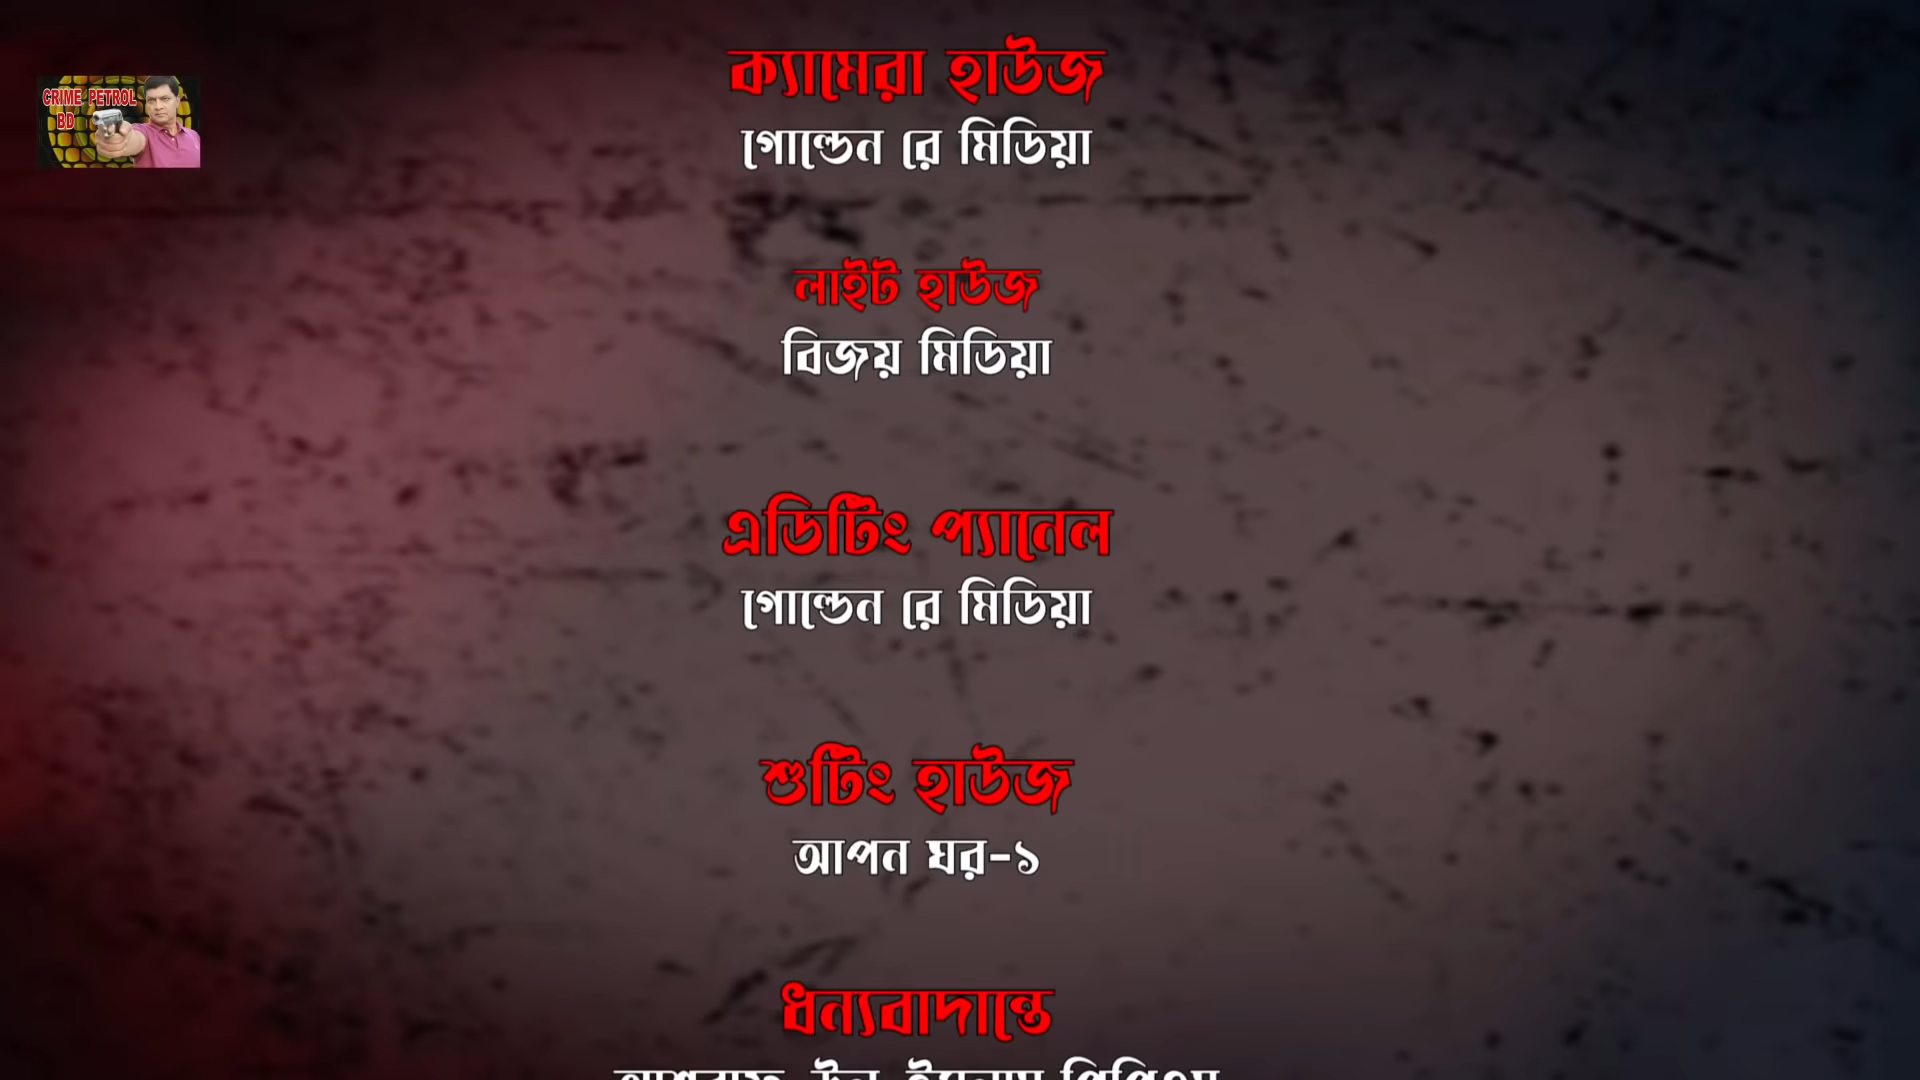 CRIME PETROL
BD
ক্যামেরা হাউজ
গোল্ডেন রে মিডিয়া
লাইট হাউজ
বিজয় মিডিয়া
এডিটিং প্যানেল
গোল্ডেন রে মিডিয়া
শুটিং হাউজ
আপন ঘর-১
ধন্যবাদান্তে